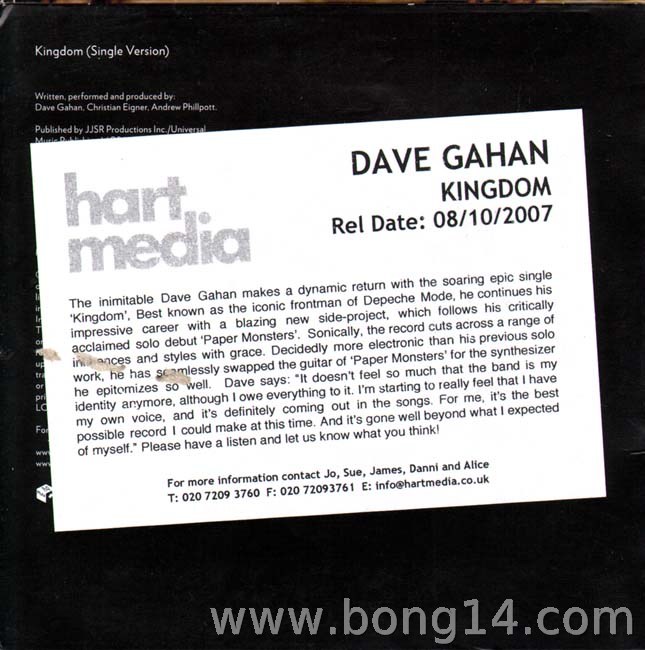 Kingdom (Single Version)
Written, performed and produced by:
Dave Gahan, Christian Eigner, Andrew Phillpott.
Published by JJSR Productions Inc./Universal
hart
media
DAVE GAHAN
KINGDOM
Rel Date: 08/10/2007
The inimitable Dave Gahan makes a dynamic return with the soaring epic single
'Kingdom', Best known as the iconic frontman of Depeche Mode, he continues his
impressive career with a blazing new side-project, which follows his critically
acclaimed solo debut 'Paper Monsters'. Sonically, the record cuts across a range of
and styles with grace. Decidedly more electronic than his previous solo
work, he has seamlessly swapped the guitar of 'Paper Monsters' for the synthesizer
he epitomizes so well. Dave says: "It doesn't feel so much that the band is my
identity anymore, although I owe everything to it. I'm starting to really feel that I have
my own voice, and it's definitely coming out in the songs. For me, it's the best
possible record I could make at this time. And it's gone well beyond what I expected
of myself." Please have a listen and let us know what you think!
For more information contact Jo, Sue, James, Danni and Alice
T: 020 7209 3760 F: 020 72093761 E: info@hartmedia.co.uk
www.bong14.com